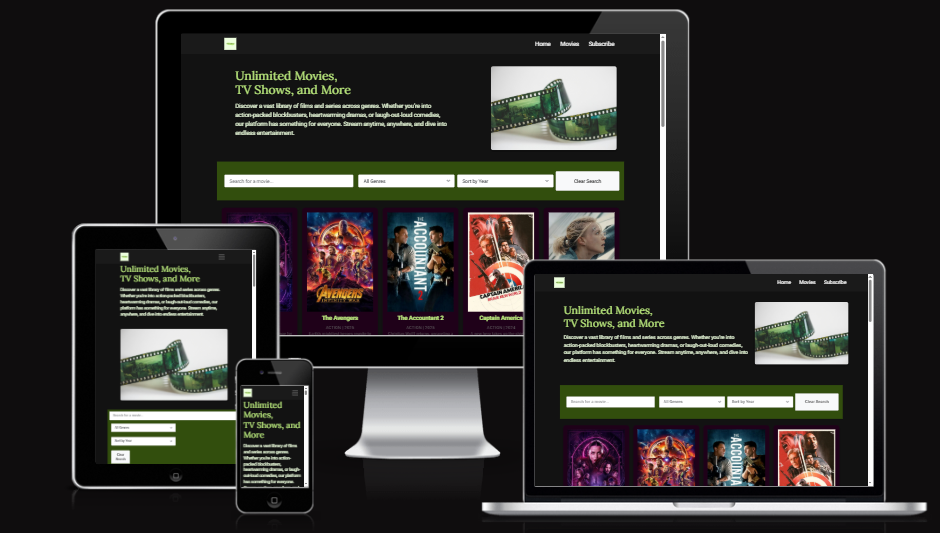 Home Movies Subscribe
Unlimited Movies,
TV Shows, and More
Discover a vast library of films and series across genres. Whether you're into
action-packed blockbusters, heartwarming dramas, or laugh-out-loud comedies,
our platform has something for everyone. Stream anytime, anywhere, and dive into
endless entertainment.
Search for a movie...
All Genres
Sort by Year
Clear Search
AVENGERS
INFINITY WAR
THE
ACCOUNTANT
2
CAPTAIN AMERICA
The Avengers
The Accountant 2
Captain America
Unlimited Movies,
TV Shows, and More
Discover a vast library of films and series across genres.
Whether you're into action-packed blockbusters,
heartwarming dramas, or laugh-out-loud comedies, our
platform has something for everyone. Stream anytime,
anywhere, and dive into endless entertainment.
Search for a movie...
All Genres
Sort by Year
Clear
Search
Unlimited
Movies,
TV Shows, and
More
Discover a vast library of films
and series across genres.
Whether you're into action-
packed blockbusters,
heartwarming dramas, or laugh-
out-loud comedies, our platform
has something for everyone.
Home Movies Subscribe
Unlimited Movies,
TV Shows, and More
Discover a vast library of films and series across genres. Whether you're into
action-packed blockbusters, heartwarming dramas, or laugh-out-loud comedies,
our platform has something for everyone. Stream anytime, anywhere, and dive into
endless entertainment.
Search for a movie...
All Genres
Sort by Year
Clear Search
THE
ACCOUNTA